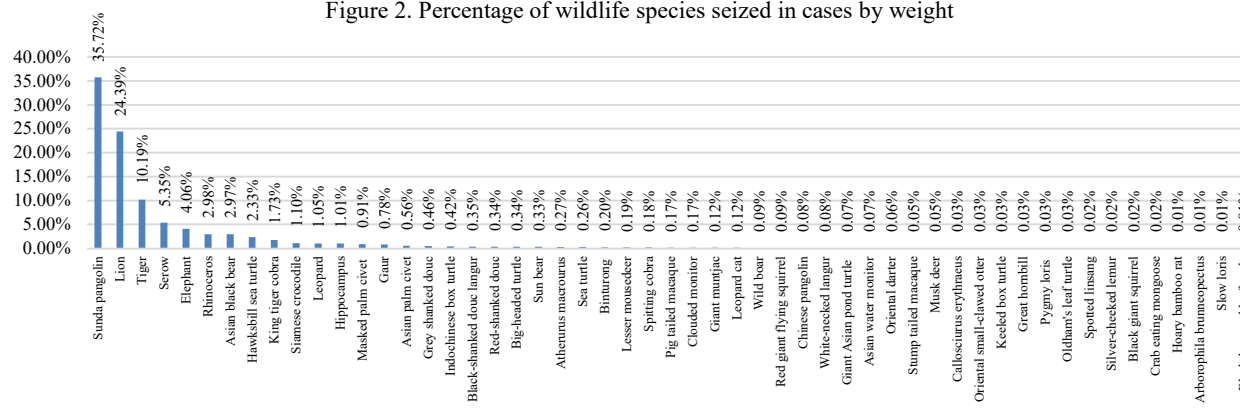 Figure 2. Percentage of wildlife species seized in cases by weight
40.00%
35.00%
30.00%
25.00%
20.00%
15.00%
10.00%
5.00%
0.00%
35.72%
24.39%
10.19%
5.35%
4.06%
2.98%
2.97%
2.33%
1.73%
1.10%
1.05%
1.01%
0.91%
0.78%
0.56%
0.46%
0.42%
0.35%
0.34%
0.34%
0.33%
0.27%
0.26%
0.20%
0.19%
0.18%
0.17%
0.17%
0.12%
0.12%
0.09%
0.09%
0.08%
0.08%
0.07%
0.07%
0.06%
0.05%
0.05%
0.03%
0.03%
0.03%
0.03%
0.03%
0.03%
0.02%
0.02%
0.02%
0.02%
0.01%
0.01%
0.01%
Sunda pangolin
Lion
Tiger
Serow
Elephant
Rhinoceros
Asian black bear
Hawksbill sea turtle
King tiger cobra
Siamese crocodile
Leopard
Hippocampus
Masked palm civet
Gaur
Asian palm civet
Grey shanked douc
Indochinese box turtle
Black-shanked douc langur
Red-shanked douc
Big-headed turtle
Sun bear
Atherurus macrourus
Sea turtle
Binturong
Lesser mousedeer
Spitting cobra
Pig tailed macaque
Clouded monitor
Giant muntjac
Leopard cat
Wild boar
Red giant flying squirrel
Chinese pangolin
White-necked langur
Giant Asian pond turtle
Asian water monitor
Oriental darter
Stump tailed macaque
Musk deer
Callosciurus erythraeus
Oriental small-clawed otter
Keeled box turtle
Great hornbill
Pygmy loris
Oldham's leaf turtle
Spotted linsang
Silver-cheeked lemur
Black giant squirrel
Crab eating mongoose
Hoary bamboo rat
Arborophila brunneopectus
Slow loris